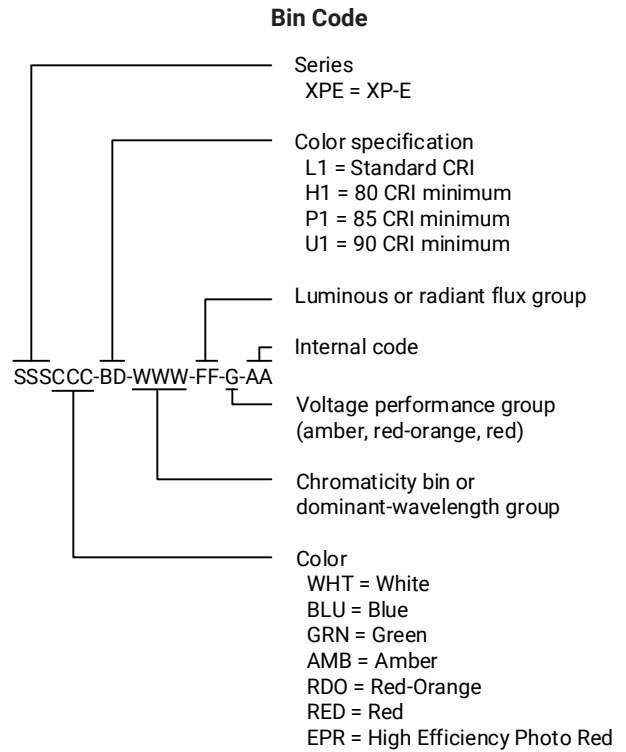 Bin Code
Series
XPE = XP-E
Color specification
L1 = Standard CRI
H1 = 80 CRI minimum
P1 = 85 CRI minimum
U1 = 90 CRI minimum
Luminous or radiant flux group
Internal code
SSSCCC-BD-WWW-FF-G-AA
Voltage performance group
(amber, red-orange, red)
Chromaticity bin or
dominant-wavelength group
Color
WHT = White
BLU = Blue
GRN = Green
AMB = Amber
RDO = Red-Orange
RED = Red
EPR = High Efficiency Photo Red